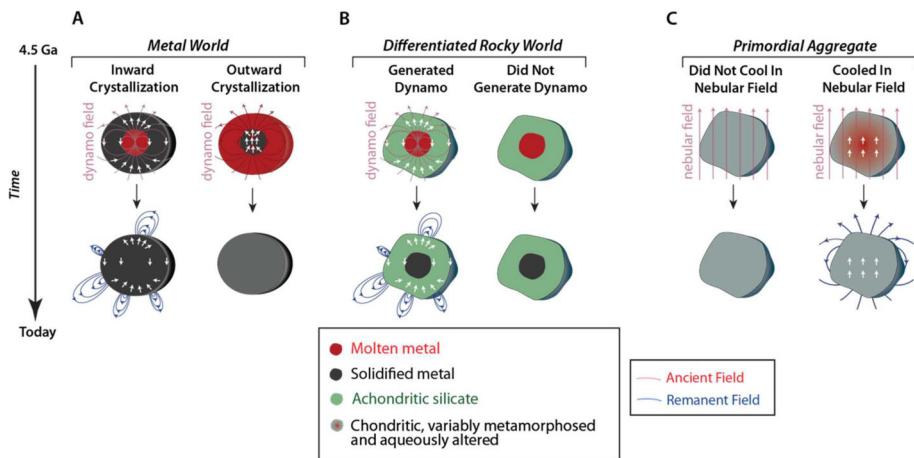 A
B
C
4.5 Ga
Metal World
Differentiated Rocky World
Primordial Aggregate
Inward
Crystallization
Outward
Crystallization
Generated
Dynamo
Did Not
Generate Dynamo
Did Not Cool In
Nebular Field
Cooled In
Nebular Field
dynamo field
dynamo field
dynamo field
nebular field
nebular field
Time
Today
Molten metal
Solidified metal
Achondritic silicate
Chondritic, variably metamorphosed
and aqueously altered
Ancient Field
Remanent Field